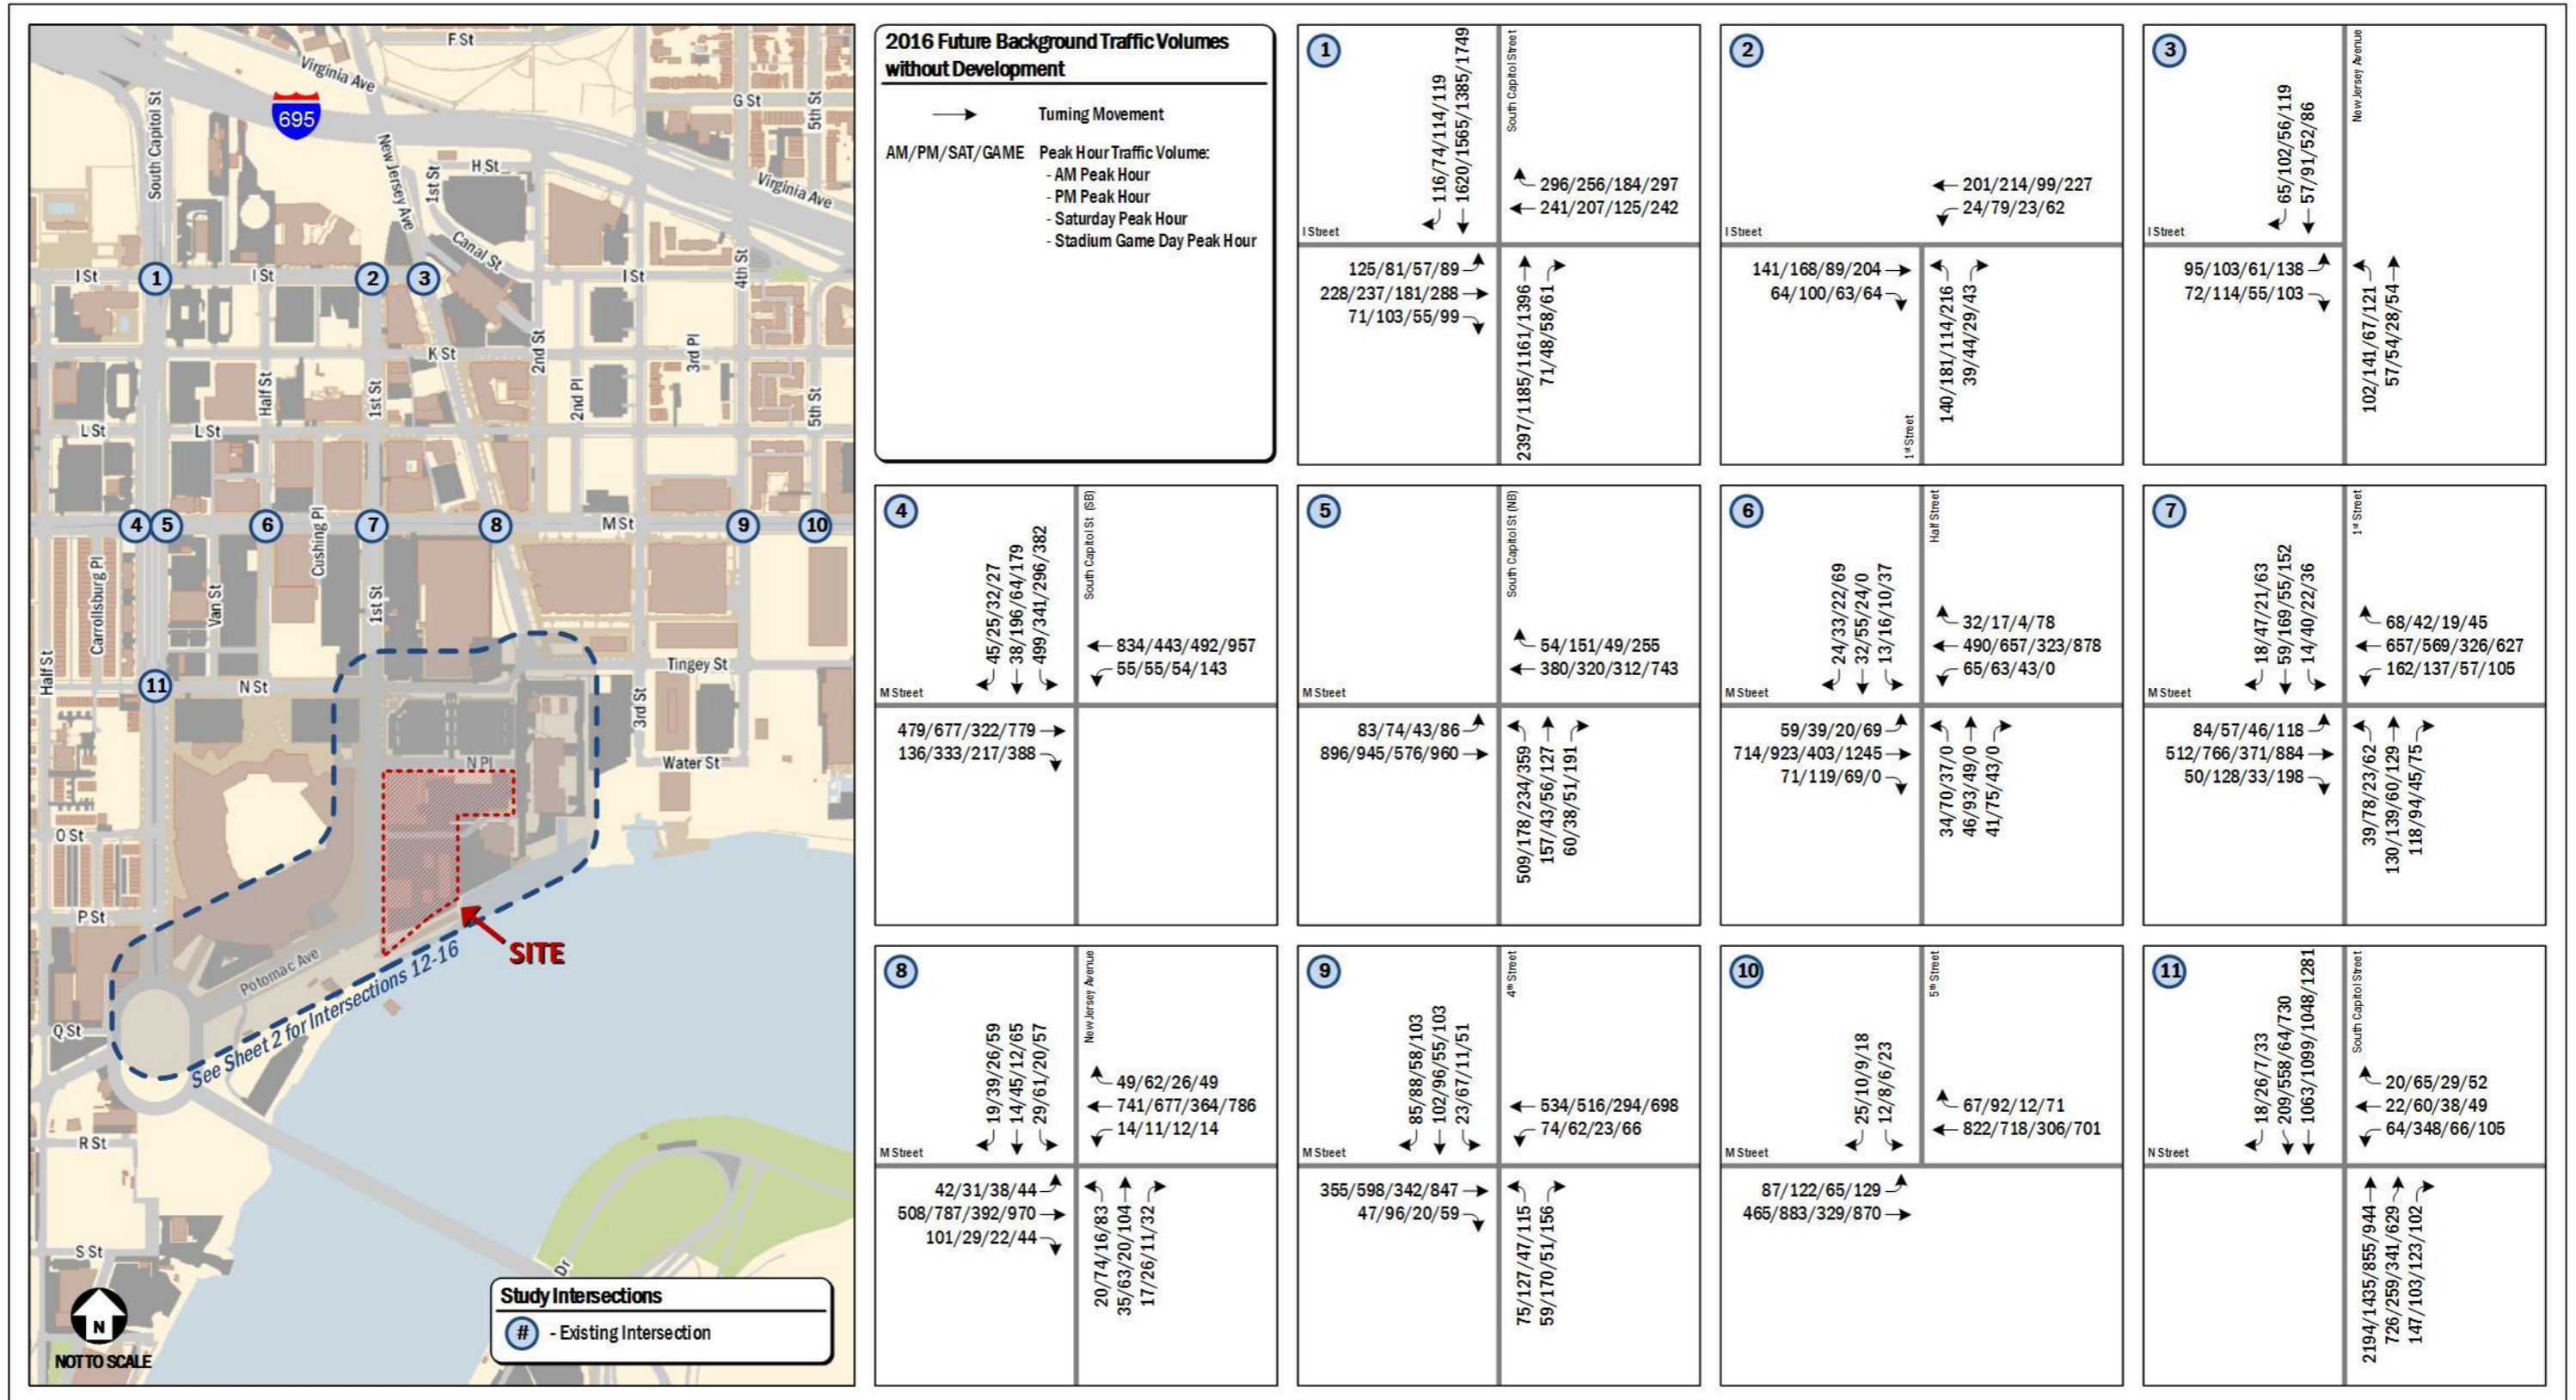 F St
Virginia Ave
695
G St
5th St
South Capitol St
New Jersey Ave
1st St
H St
Virginia Ave
Canal St
4th St
I St
1
I St
2
3
I St
K St
2nd St
3rd Pl
Half St
1st St
2nd Pl
5th St
L St
L St
4
5
6
Cushing Pl
7
8
M St
9
10
Carrollsburg Pl
Van St
1st St
Half St
11
N St
Tingey St
3rd St
N Pl
Water St
O St
P St
SITE
Potomac Ave
See Sheet 2 for Intersections 12-16
Q St
R St
S St
Dr
N
NOT TO SCALE
Study Intersections
# - Existing Intersection
2016 Future Background Traffic Volumes
without Development
Turning Movement
AM/PM/SAT/GAME Peak Hour Traffic Volume:
- AM Peak Hour
- PM Peak Hour
- Saturday Peak Hour
- Stadium Game Day Peak Hour
1
116/74/114/119
1620/1565/1385/1749
South Capitol Street
296/256/184/297
241/207/125/242
I Street
125/81/57/89
228/237/181/288
71/103/55/99
2397/1185/1161/1396
71/48/58/61
2
201/214/99/227
24/79/23/62
I Street
141/168/89/204
64/100/63/64
1st Street
140/181/114/216
39/44/29/43
3
65/102/56/119
57/91/52/86
New Jersey Avenue
I Street
95/103/61/138
72/114/55/103
102/141/67/121
57/54/28/54
4
45/25/32/27
38/196/64/179
499/341/296/382
South Capitol St (SB)
834/443/492/957
55/55/54/143
M Street
479/677/322/779
136/333/217/388
5
South Capitol St (NB)
54/151/49/255
380/320/312/743
M Street
83/74/43/86
896/945/576/960
509/178/234/359
157/43/56/127
60/38/51/191
6
24/33/22/69
32/55/24/0
13/16/10/37
Half Street
32/17/4/78
490/657/323/878
65/63/43/0
M Street
59/39/20/69
714/923/403/1245
71/119/69/0
34/70/37/0
46/93/49/0
41/75/43/0
7
18/47/21/63
59/169/55/152
14/40/22/36
1st Street
68/42/19/45
657/569/326/627
162/137/57/105
M Street
84/57/46/118
512/766/371/884
50/128/33/198
39/78/23/62
130/139/60/129
118/94/45/75
8
19/39/26/59
14/45/12/65
29/61/20/57
New Jersey Avenue
49/62/26/49
741/677/364/786
14/11/12/14
M Street
42/31/38/44
508/787/392/970
101/29/22/44
20/74/16/83
35/63/20/104
17/26/11/32
9
85/88/58/103
102/96/55/103
23/67/11/51
4th Street
534/516/294/698
74/62/23/66
M Street
355/598/342/847
47/96/20/59
75/127/47/115
59/170/51/156
10
25/10/9/18
12/8/6/23
5th Street
67/92/12/71
822/718/306/701
M Street
87/122/65/129
465/883/329/870
11
18/26/7/33
209/558/64/730
1063/1099/1048/1281
South Capitol Street
20/65/29/52
22/60/38/49
64/348/66/105
N Street
2194/1435/855/944
726/259/341/629
147/103/123/102